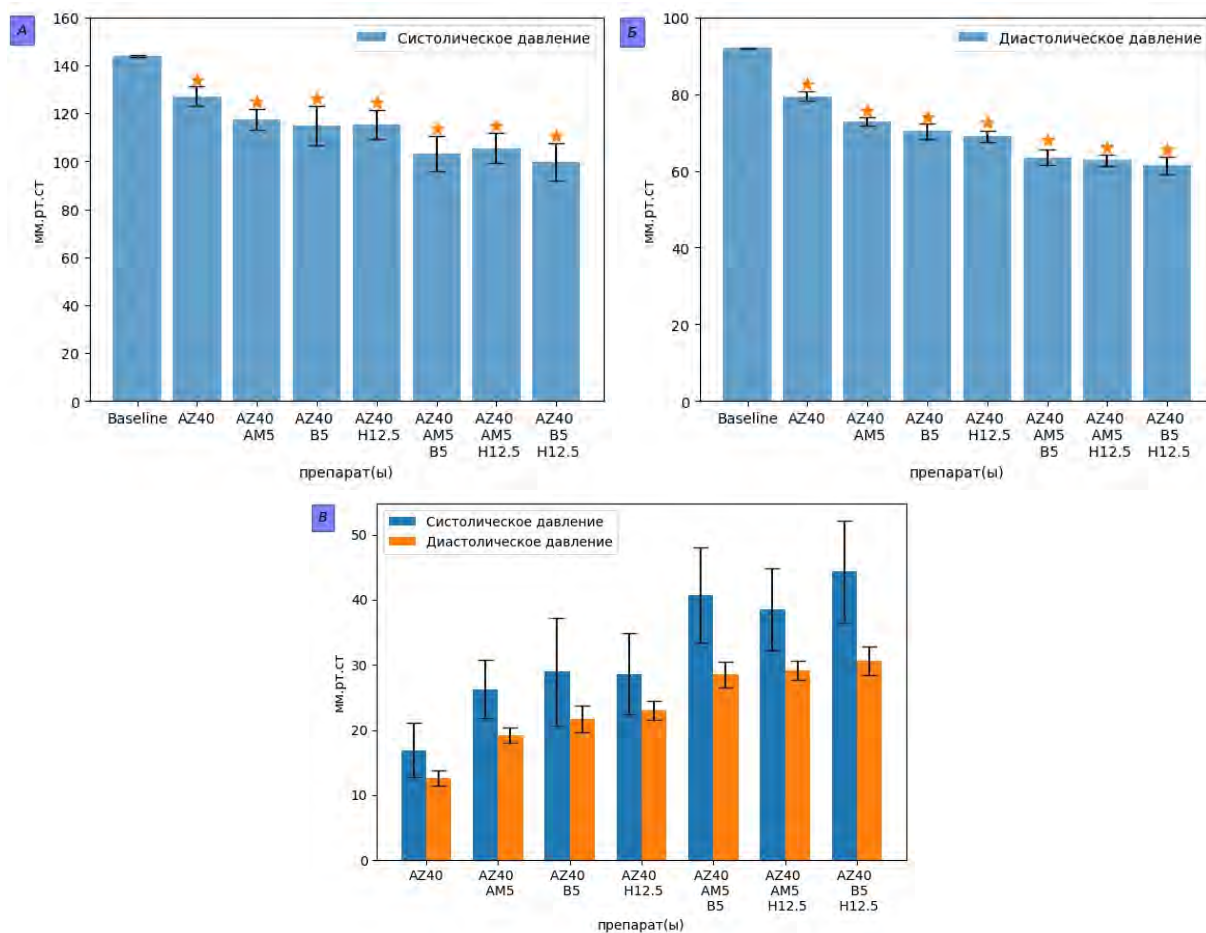 А
160
140
120
100
80
60
40
20
0
мм.рт.ст
Систолическое давление
Baseline
AZ40
AZ40
AM5
AZ40
B5
AZ40
H12.5
AZ40
AM5
B5
AZ40
AM5
H12.5
AZ40
B5
H12.5
препарат(ы)
Б
100
80
60
40
20
0
мм.рт.ст
Диастолическое давление
Baseline
AZ40
AZ40
AM5
AZ40
B5
AZ40
H12.5
AZ40
AM5
B5
AZ40
AM5
H12.5
AZ40
B5
H12.5
препарат(ы)
В
50
40
30
20
10
0
мм.рт.ст
Систолическое давление
Диастолическое давление
AZ40
AZ40
AM5
AZ40
B5
AZ40
H12.5
AZ40
AM5
B5
AZ40
AM5
H12.5
AZ40
B5
H12.5
препарат(ы)